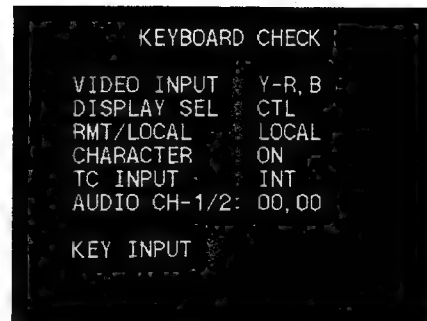 KEYBOARD CHECK
VIDEO INPUT Y-R,B
DISPLAY SEL CTL
RMT/LOCAL LOCAL
CHARACTER ON
TC INPUT INT
AUDIO CH-1/2: 00,00
KEY INPUT